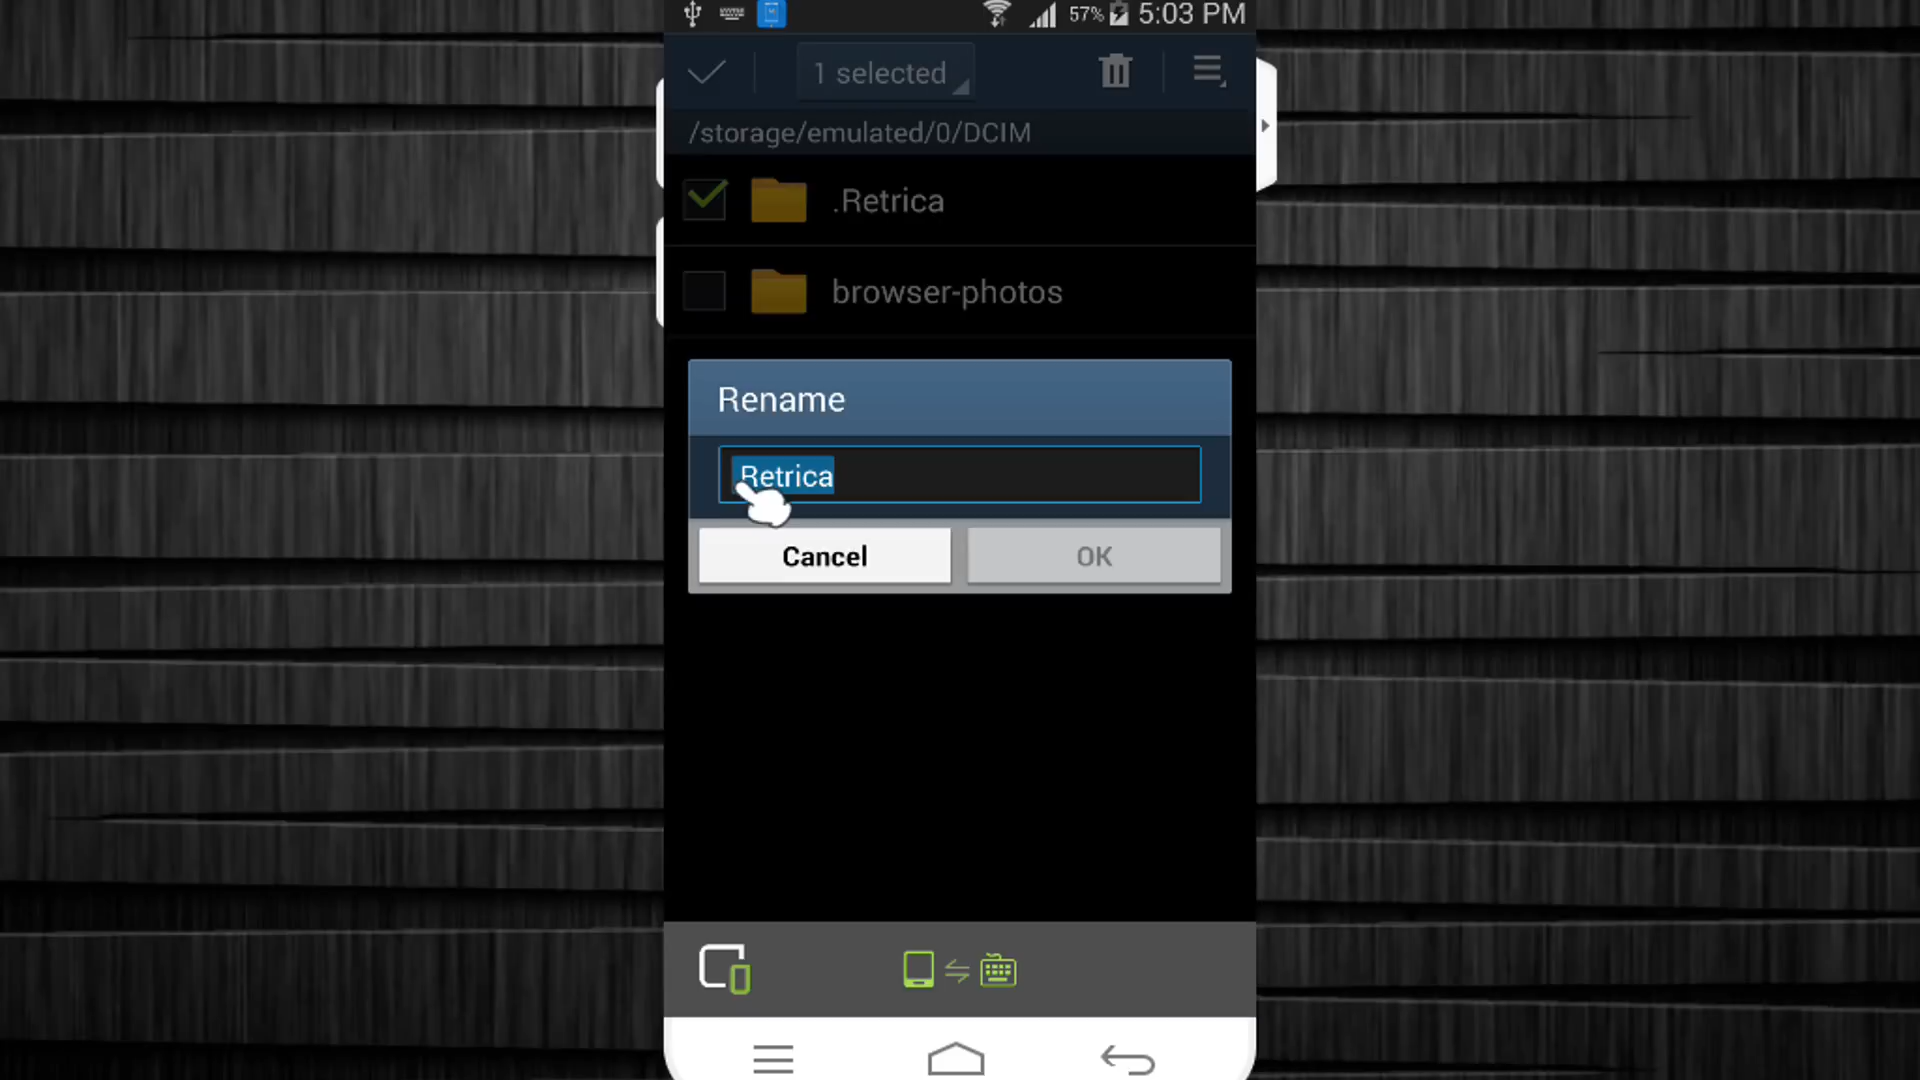 57% 5:03 PM
1 selected
/storage/emulated/0/DCIM
.Retrica
browser-photos
Rename
Retrica
Cancel OK